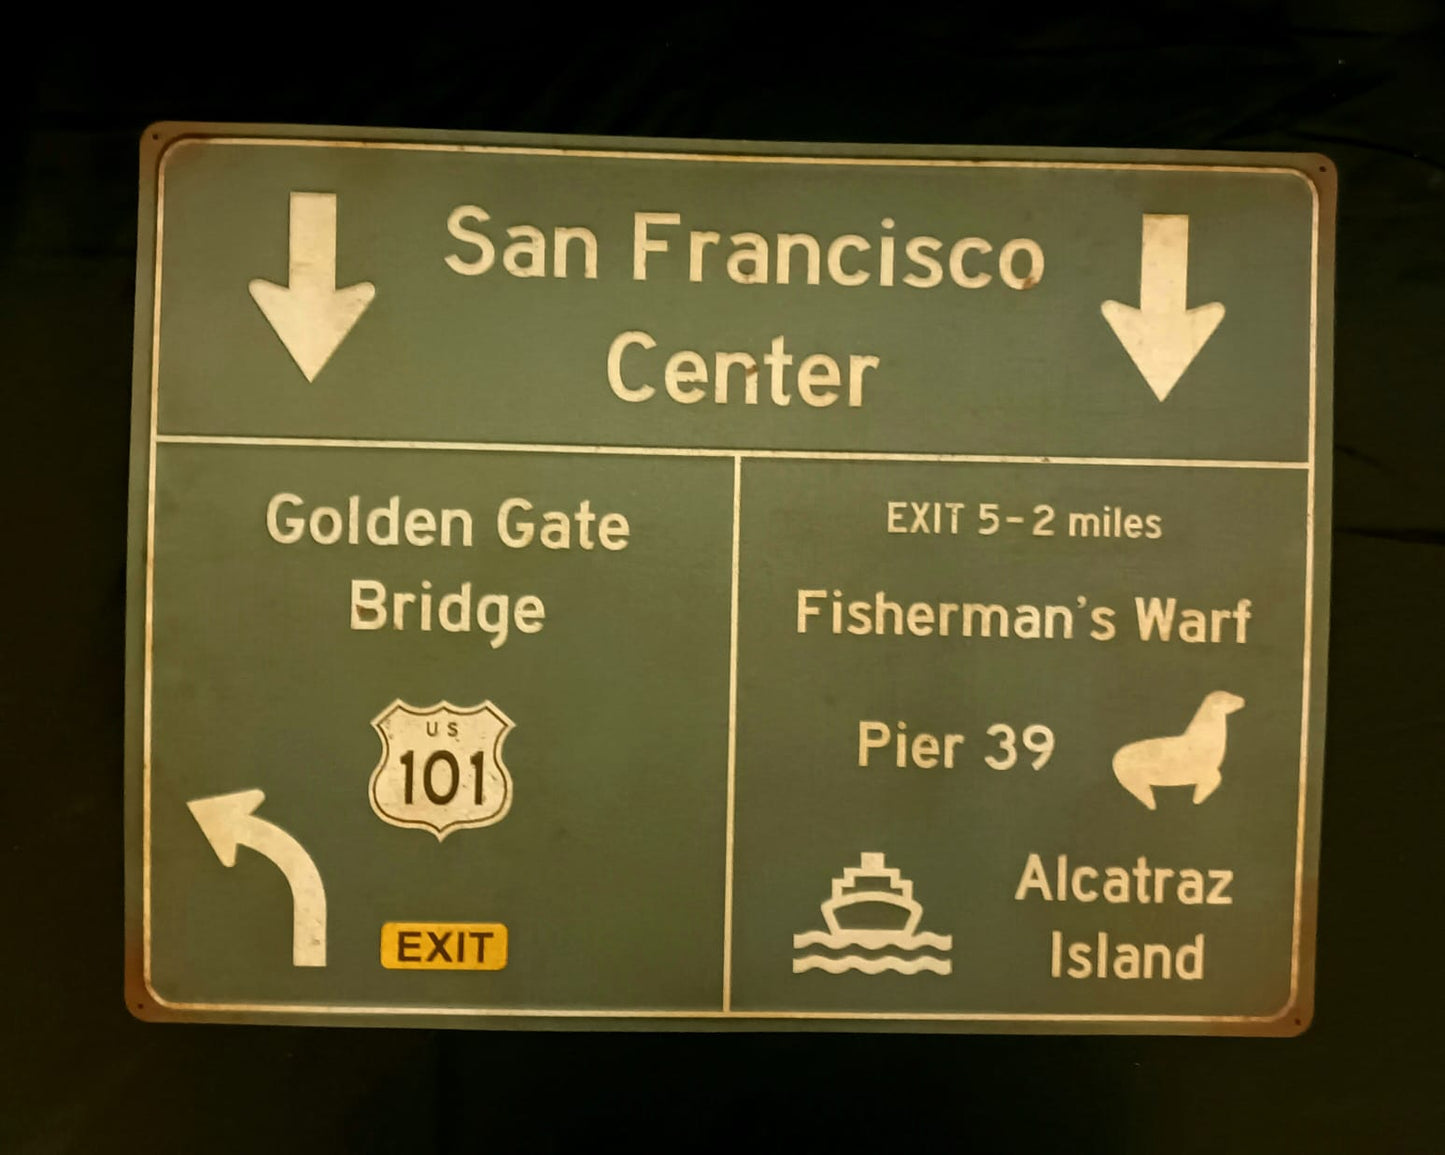 San Francisco
Center
Golden Gate
Bridge
US
101
EXIT
EXIT 5-2 miles
Fisherman's Warf
Pier 39
Alcatraz
Island